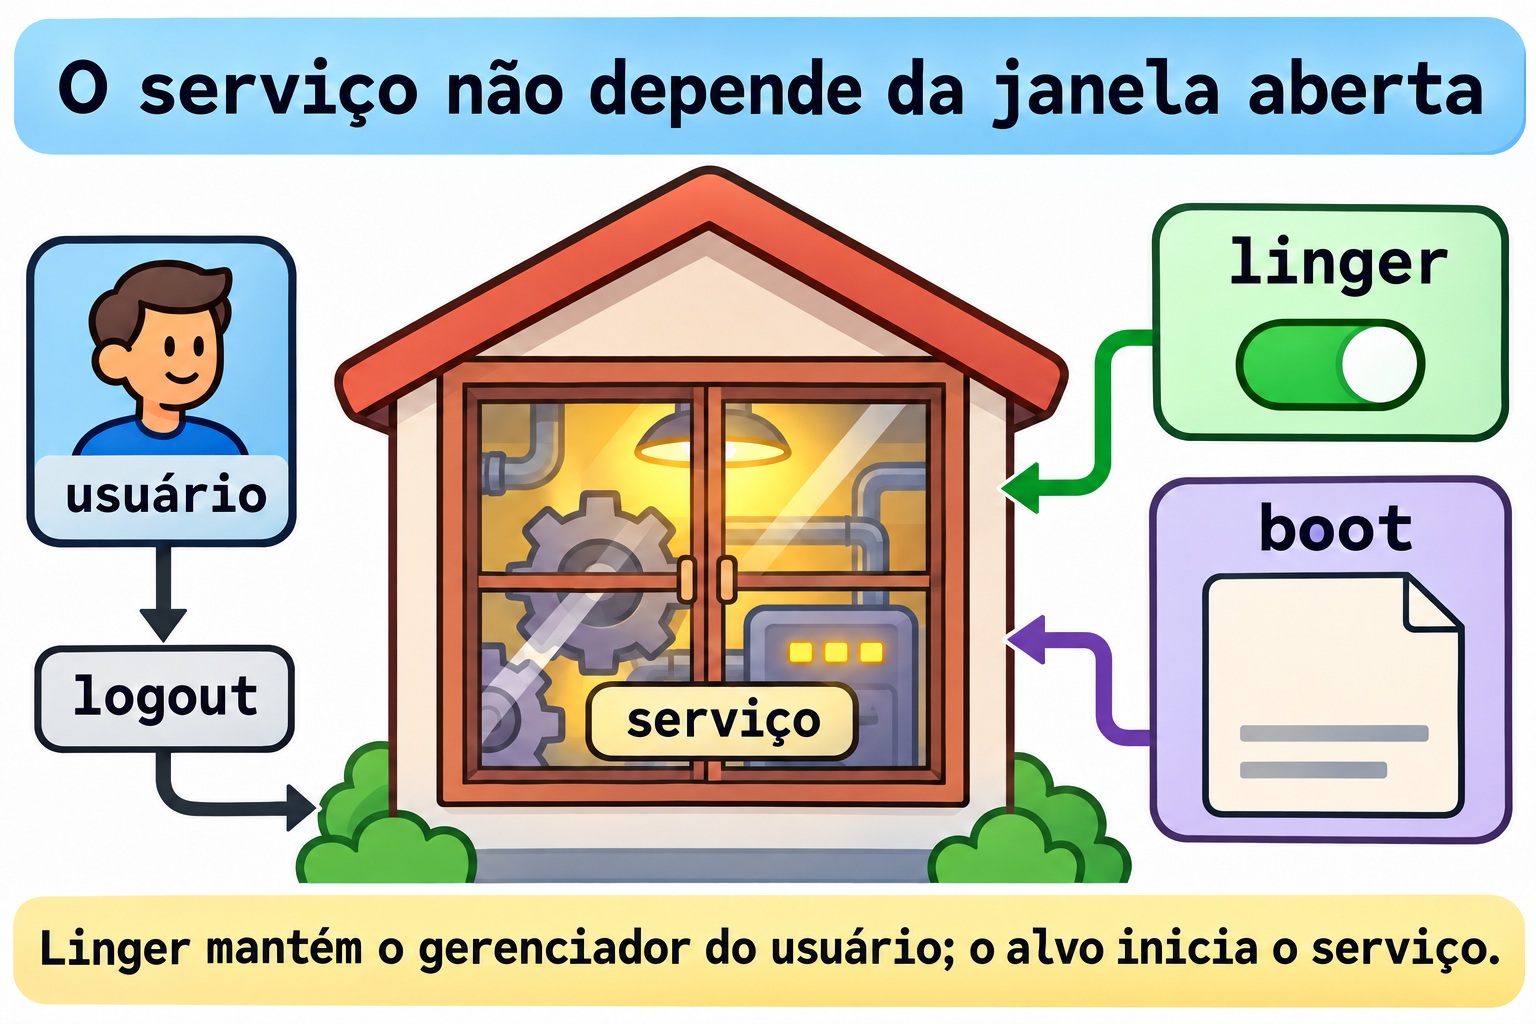 O serviço não depende da janela aberta
usuário
logout
serviço
linger
boot
Linger mantém o gerenciador do usuário; o alvo inicia o serviço.